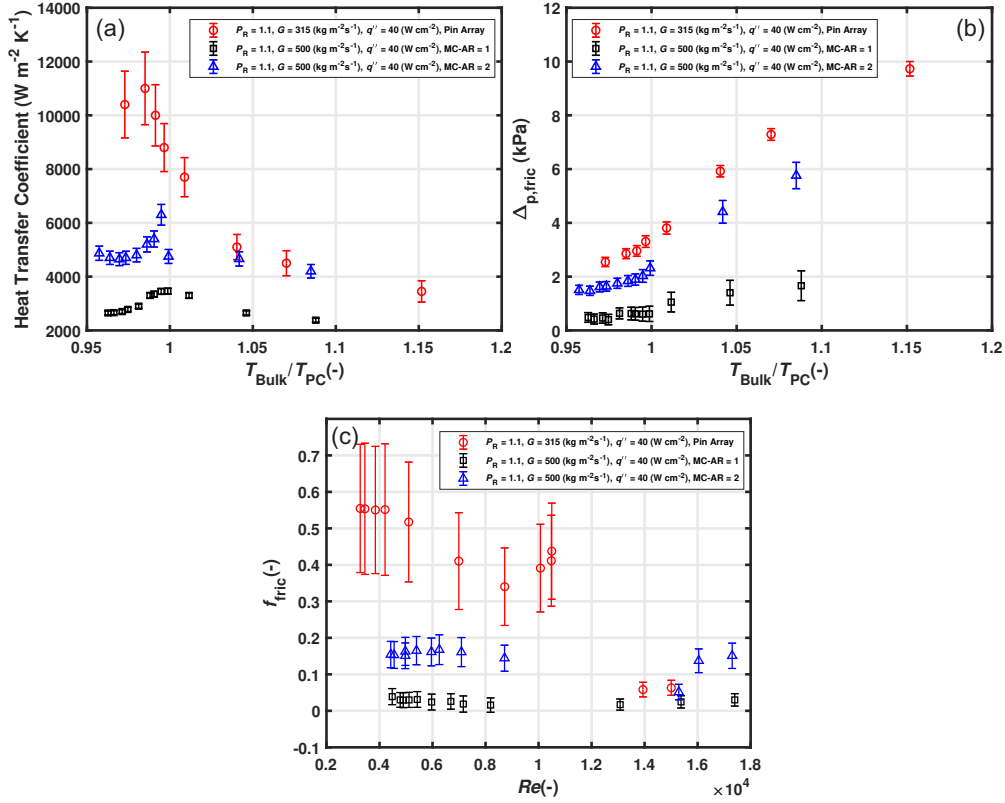 (a)
P_R = 1.1, G = 315 (kg m⁻²s⁻¹), q'' = 40 (W cm⁻²), Pin Array
P_R = 1.1, G = 500 (kg m⁻²s⁻¹), q'' = 40 (W cm⁻²), MC-AR = 1
P_R = 1.1, G = 500 (kg m⁻²s⁻¹), q'' = 40 (W cm⁻²), MC-AR = 2
Heat Transfer Coefficient (W m⁻² K⁻¹)
14000
12000
10000
8000
6000
4000
2000
0.95
1
1.05
1.1
1.15
1.2
T_Bulk/T_PC(-)
(b)
P_R = 1.1, G = 315 (kg m⁻²s⁻¹), q'' = 40 (W cm⁻²), Pin Array
P_R = 1.1, G = 500 (kg m⁻²s⁻¹), q'' = 40 (W cm⁻²), MC-AR = 1
P_R = 1.1, G = 500 (kg m⁻²s⁻¹), q'' = 40 (W cm⁻²), MC-AR = 2
Δ_p,fric (kPa)
12
10
8
6
4
2
0
0.95
1
1.05
1.1
1.15
1.2
T_Bulk/T_PC(-)
(c)
P_R = 1.1, G = 315 (kg m⁻²s⁻¹), q'' = 40 (W cm⁻²), Pin Array
P_R = 1.1, G = 500 (kg m⁻²s⁻¹), q'' = 40 (W cm⁻²), MC-AR = 1
P_R = 1.1, G = 500 (kg m⁻²s⁻¹), q'' = 40 (W cm⁻²), MC-AR = 2
f_fric(-)
0.7
0.6
0.5
0.4
0.3
0.2
0.1
0
-0.1
0.2
0.4
0.6
0.8
1
1.2
1.4
1.6
1.8
Re(-)
×10⁴